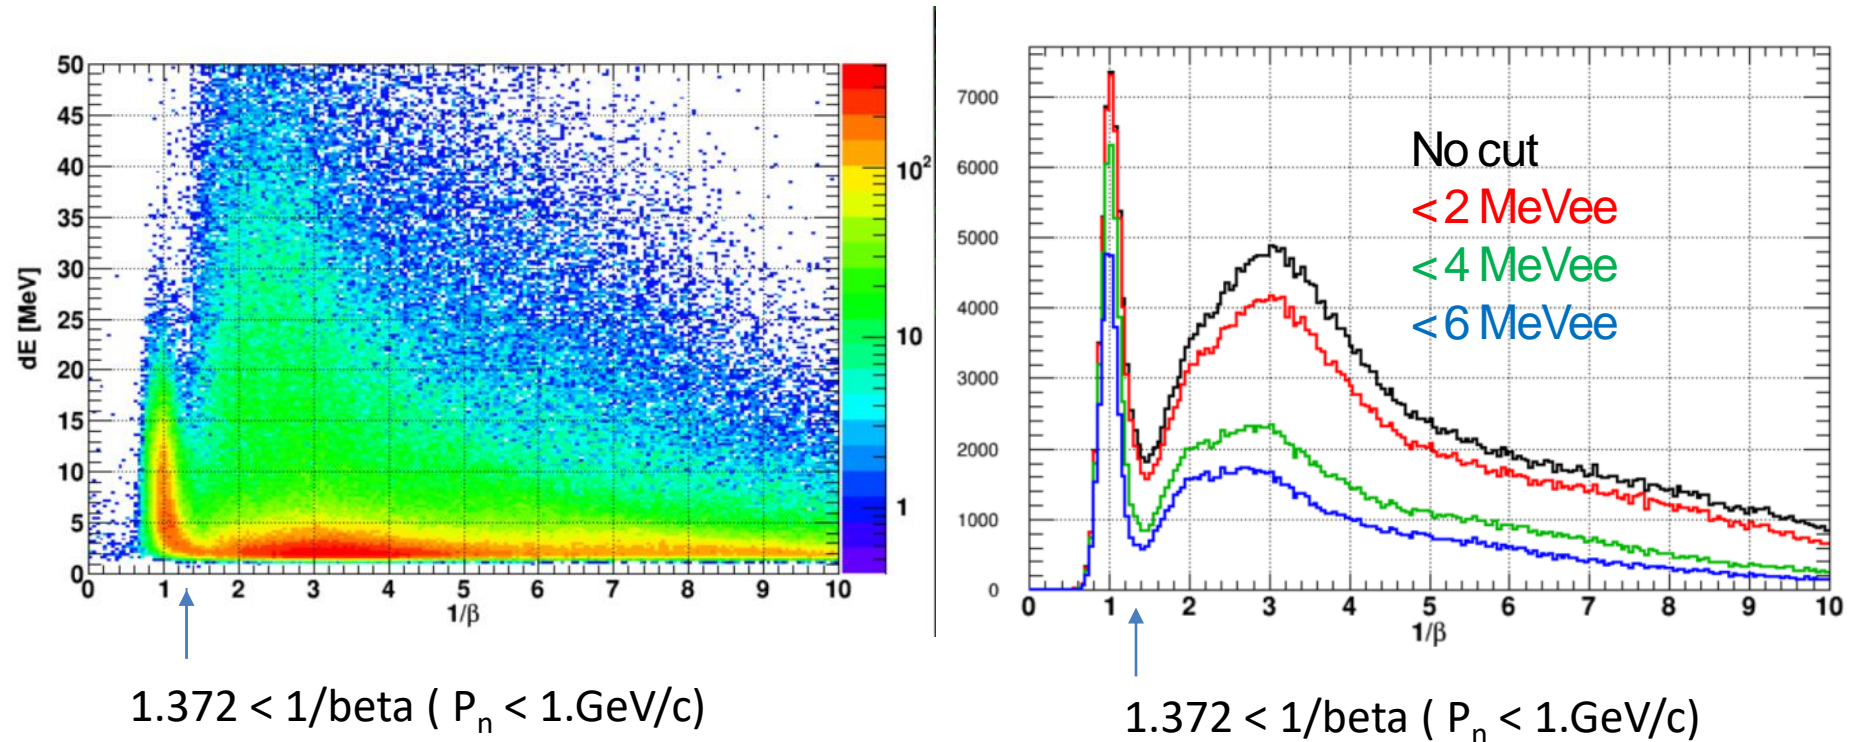 50
45
40
35
30
25
20
15
10
5
0
dE [MeV]
0 1 2 3 4 5 6 7 8 9 10
1/β
10²
10
1
1.372 < 1/beta ( Pₙ < 1.GeV/c)
7000
6000
5000
4000
3000
2000
1000
0
No cut
< 2 MeVee
< 4 MeVee
< 6 MeVee
0 1 2 3 4 5 6 7 8 9 10
1/β
1.372 < 1/beta ( Pₙ < 1.GeV/c)